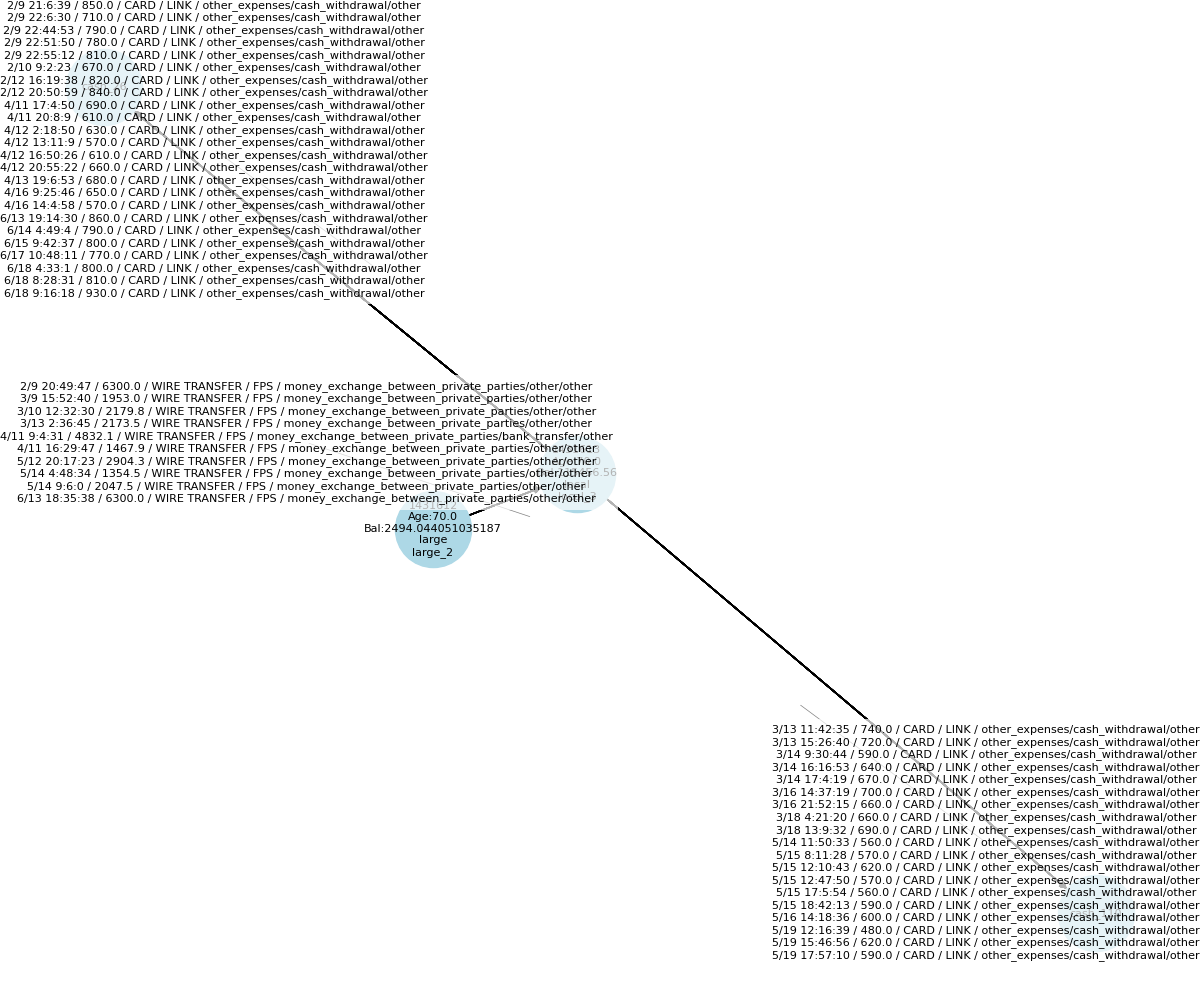 2/9 21:6:39 / 850.0 / CARD / LINK / other_expenses/cash_withdrawal/other
2/9 22:6:30 / 710.0 / CARD / LINK / other_expenses/cash_withdrawal/other
2/9 22:44:53 / 790.0 / CARD / LINK / other_expenses/cash_withdrawal/other
2/9 22:51:50 / 780.0 / CARD / LINK / other_expenses/cash_withdrawal/other
2/9 22:55:12 / 810.0 / CARD / LINK / other_expenses/cash_withdrawal/other
2/10 9:2:23 / 670.0 / CARD / LINK / other_expenses/cash_withdrawal/other
2/12 16:19:38 / 820.0 / CARD / LINK / other_expenses/cash_withdrawal/other
2/12 20:50:59 / 840.0 / CARD / LINK / other_expenses/cash_withdrawal/other
4/11 17:4:50 / 690.0 / CARD / LINK / other_expenses/cash_withdrawal/other
4/11 20:8:9 / 610.0 / CARD / LINK / other_expenses/cash_withdrawal/other
4/12 2:18:50 / 630.0 / CARD / LINK / other_expenses/cash_withdrawal/other
4/12 13:11:9 / 570.0 / CARD / LINK / other_expenses/cash_withdrawal/other
4/12 16:50:26 / 610.0 / CARD / LINK / other_expenses/cash_withdrawal/other
4/12 20:55:22 / 660.0 / CARD / LINK / other_expenses/cash_withdrawal/other
4/13 19:6:53 / 680.0 / CARD / LINK / other_expenses/cash_withdrawal/other
4/16 9:25:46 / 650.0 / CARD / LINK / other_expenses/cash_withdrawal/other
4/16 14:4:58 / 570.0 / CARD / LINK / other_expenses/cash_withdrawal/other
6/13 19:14:30 / 860.0 / CARD / LINK / other_expenses/cash_withdrawal/other
6/14 4:49:4 / 790.0 / CARD / LINK / other_expenses/cash_withdrawal/other
6/15 9:42:37 / 800.0 / CARD / LINK / other_expenses/cash_withdrawal/other
6/17 10:48:11 / 770.0 / CARD / LINK / other_expenses/cash_withdrawal/other
6/18 4:33:1 / 800.0 / CARD / LINK / other_expenses/cash_withdrawal/other
6/18 8:28:31 / 810.0 / CARD / LINK / other_expenses/cash_withdrawal/other
6/18 9:16:18 / 930.0 / CARD / LINK / other_expenses/cash_withdrawal/other
2/9 20:49:47 / 6300.0 / WIRE TRANSFER / FPS / money_exchange_between_private_parties/other/other
3/9 15:52:40 / 1953.0 / WIRE TRANSFER / FPS / money_exchange_between_private_parties/other/other
3/10 12:32:30 / 2179.8 / WIRE TRANSFER / FPS / money_exchange_between_private_parties/other/other
3/13 2:36:45 / 2173.5 / WIRE TRANSFER / FPS / money_exchange_between_private_parties/other/other
4/11 9:4:31 / 4832.1 / WIRE TRANSFER / FPS / money_exchange_between_private_parties/bank_transfer/other
4/11 16:29:47 / 1467.9 / WIRE TRANSFER / FPS / money_exchange_between_private_parties/other/other
5/12 20:17:23 / 2904.3 / WIRE TRANSFER / FPS / money_exchange_between_private_parties/other/other
5/14 4:48:34 / 1354.5 / WIRE TRANSFER / FPS / money_exchange_between_private_parties/other/other
5/14 9:6:0 / 2047.5 / WIRE TRANSFER / FPS / money_exchange_between_private_parties/other/other
6/13 18:35:38 / 6300.0 / WIRE TRANSFER / FPS / money_exchange_between_private_parties/other/other
Age:70.0
Bal:2494.044051035187
large
large_2
3/13 11:42:35 / 740.0 / CARD / LINK / other_expenses/cash_withdrawal/other
3/13 15:26:40 / 720.0 / CARD / LINK / other_expenses/cash_withdrawal/other
3/14 9:30:44 / 590.0 / CARD / LINK / other_expenses/cash_withdrawal/other
3/14 16:16:53 / 640.0 / CARD / LINK / other_expenses/cash_withdrawal/other
3/14 17:4:19 / 670.0 / CARD / LINK / other_expenses/cash_withdrawal/other
3/16 14:37:19 / 700.0 / CARD / LINK / other_expenses/cash_withdrawal/other
3/16 21:52:15 / 660.0 / CARD / LINK / other_expenses/cash_withdrawal/other
3/18 4:21:20 / 660.0 / CARD / LINK / other_expenses/cash_withdrawal/other
3/18 13:9:32 / 690.0 / CARD / LINK / other_expenses/cash_withdrawal/other
5/14 11:50:33 / 560.0 / CARD / LINK / other_expenses/cash_withdrawal/other
5/15 8:11:28 / 570.0 / CARD / LINK / other_expenses/cash_withdrawal/other
5/15 12:10:43 / 620.0 / CARD / LINK / other_expenses/cash_withdrawal/other
5/15 12:47:50 / 570.0 / CARD / LINK / other_expenses/cash_withdrawal/other
5/15 17:5:54 / 560.0 / CARD / LINK / other_expenses/cash_withdrawal/other
5/15 18:42:13 / 590.0 / CARD / LINK / other_expenses/cash_withdrawal/other
5/16 14:18:36 / 600.0 / CARD / LINK / other_expenses/cash_withdrawal/other
5/19 12:16:39 / 480.0 / CARD / LINK / other_expenses/cash_withdrawal/other
5/19 15:46:56 / 620.0 / CARD / LINK / other_expenses/cash_withdrawal/other
5/19 17:57:10 / 590.0 / CARD / LINK / other_expenses/cash_withdrawal/other